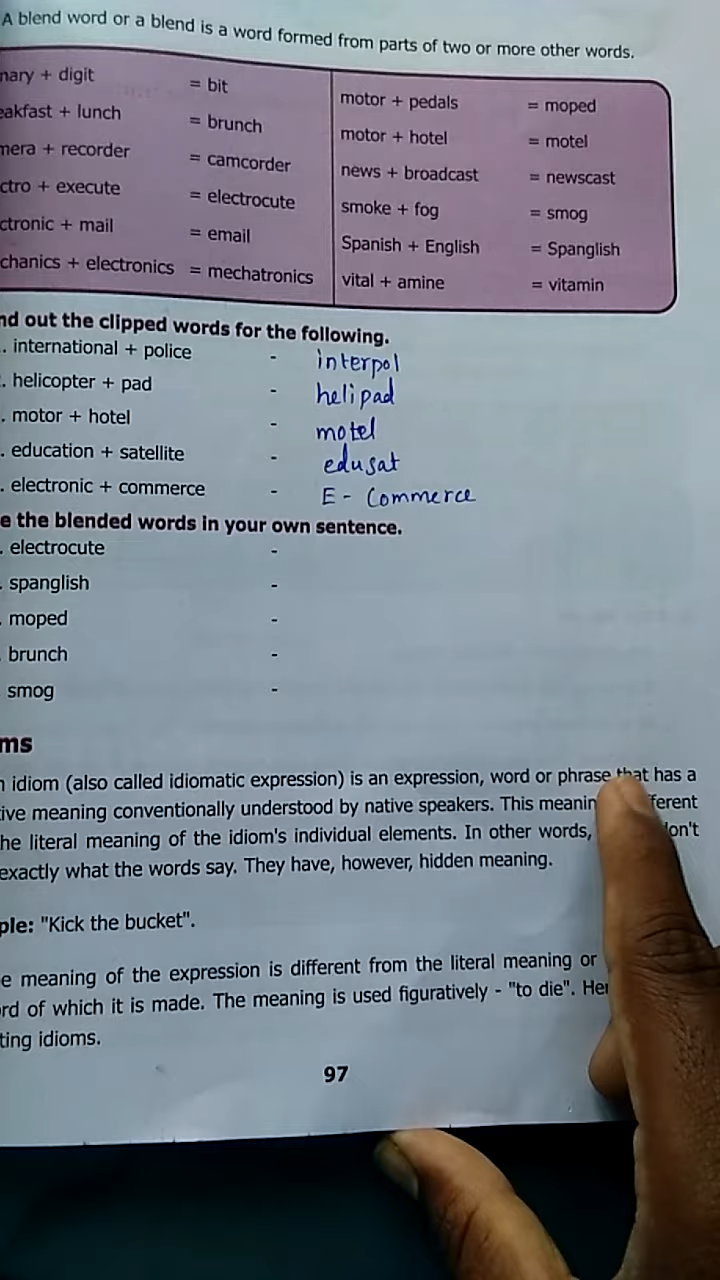 A blend word or a blend is a word formed from parts of two or more other words.
nary + digit = bit
eakfast + lunch = brunch
mera + recorder = camcorder
ctro + execute = electrocute
ctronic + mail = email
chanics + electronics = mechatronics
motor + pedals = moped
motor + hotel = motel
news + broadcast = newscast
smoke + fog = smog
Spanish + English = Spanglish
vital + amine = vitamin
nd out the clipped words for the following.
. international + police - interpol
. helicopter + pad - helipad
. motor + hotel - motel
. education + satellite - edusat
. electronic + commerce - E - Commerce
e the blended words in your own sentence.
. electrocute -
. spanglish -
. moped -
. brunch -
smog -
ms
n idiom (also called idiomatic expression) is an expression, word or phrase that has a
tive meaning conventionally understood by native speakers. This meanin ferent
he literal meaning of the idiom's individual elements. In other words, don't
exactly what the words say. They have, however, hidden meaning.
ple: "Kick the bucket".
e meaning of the expression is different from the literal meaning or
rd of which it is made. The meaning is used figuratively - "to die". Her
ting idioms.
97